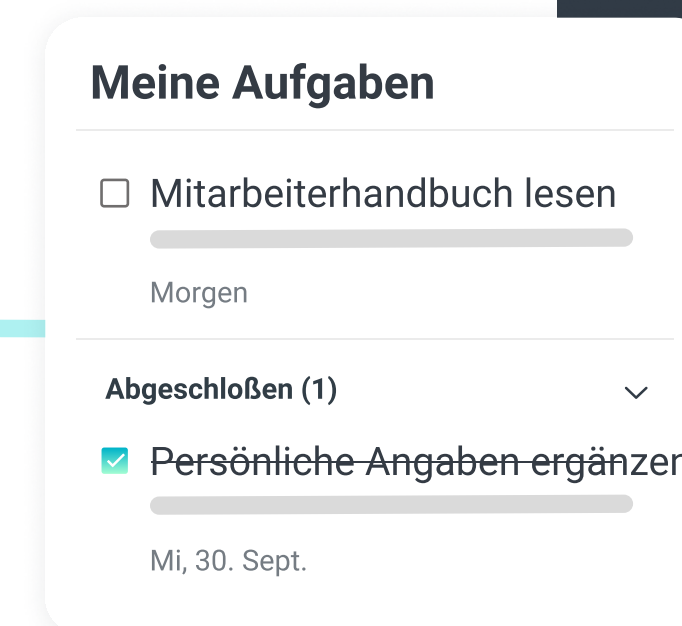 Meine Aufgaben
Mitarbeiterhandbuch lesen
Morgen
Abgeschloßen (1)
Persönliche Angaben ergänzen
Mi, 30. Sept.